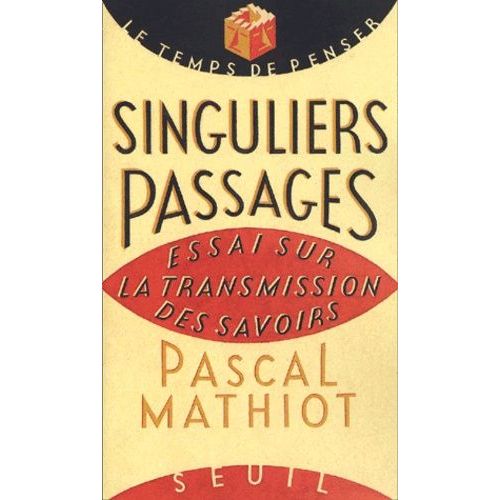 LE TEMPS DE PENSER
SINGULIERS
PASSAGES
ESSAI SUR
LA TRANSMISSION
DES SAVOIRS
PASCAL
MATHIOT
SEUIL